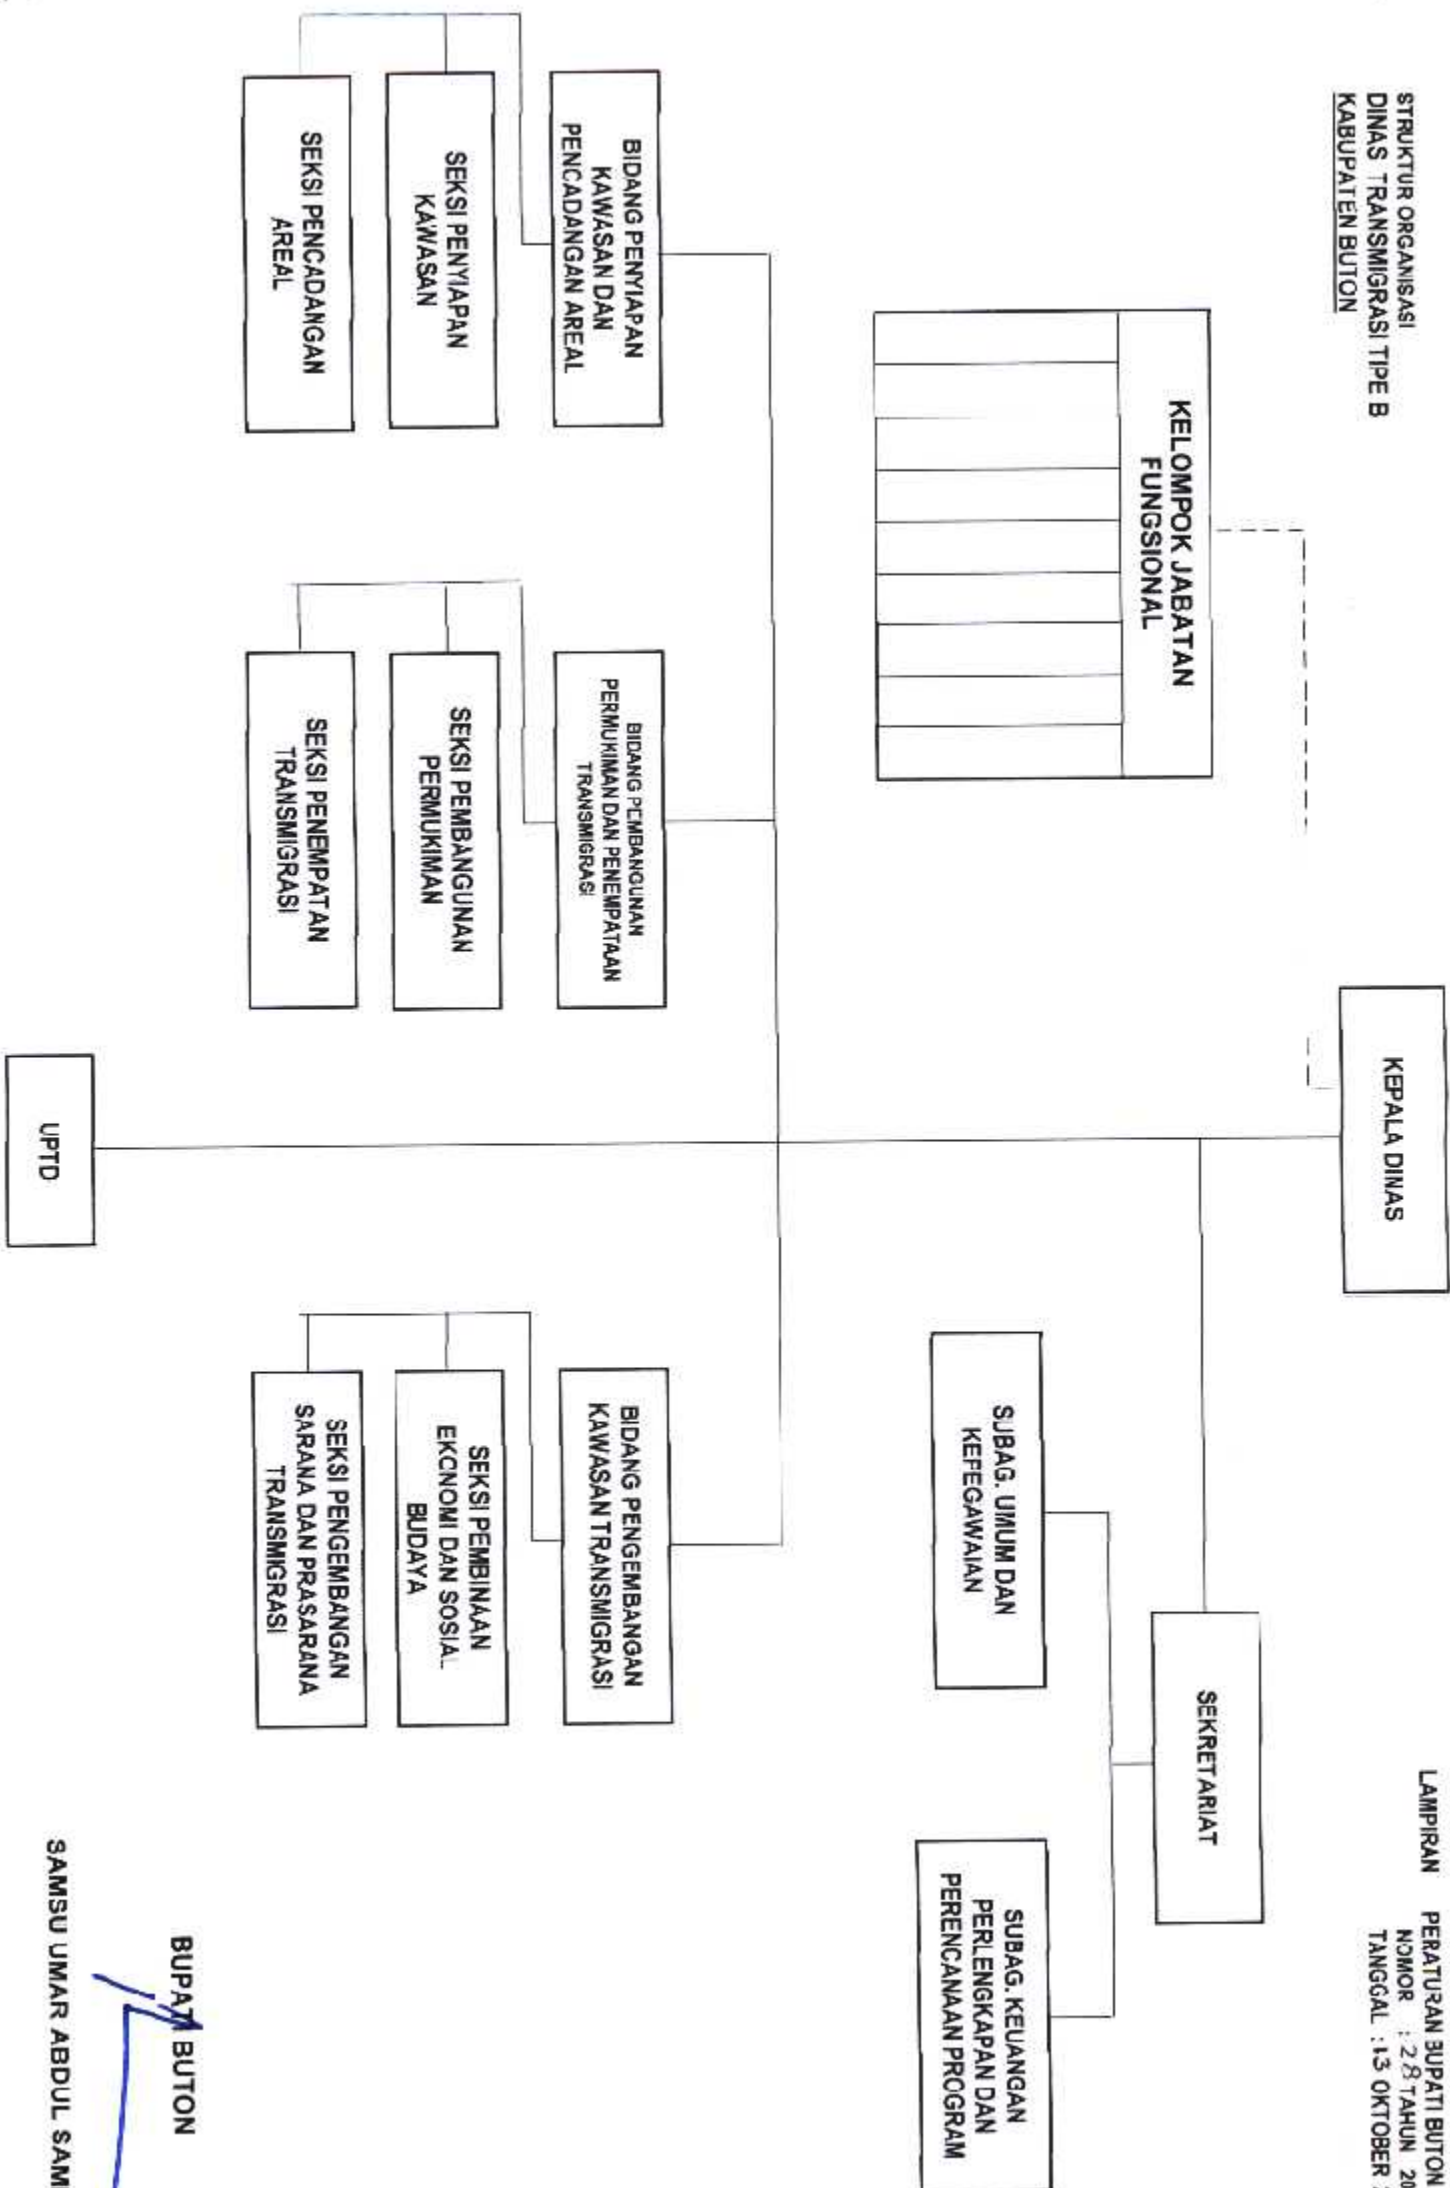 STRUKTUR ORGANISASI
DINAS TRANSMIGRASI TIPE B
KABUPATEN BUTON
LAMPIRAN PERATURAN BUPATI BUTON
NOMOR : 28 TAHUN 20
TANGGAL : 13 OKTOBER
KEPALA DINAS
KELOMPOK JABATAN
FUNGSIONAL
SEKRETARIAT
SUBAG. UMUM DAN
KEPEGAWAIAN
SUBAG. KEUANGAN
PERLENGKAPAN DAN
PERENCANAAN PROGRAM
BIDANG PENYIAPAN
KAWASAN DAN
PENCADANGAN AREAL
SEKSI PENYIAPAN
KAWASAN
SEKSI PENCADANGAN
AREAL
BIDANG PEMBANGUNAN
PERMUKIMAN DAN PENEMPATAAN
TRANSMIGRASI
SEKSI PEMBANGUNAN
PERMUKIMAN
SEKSI PENEMPATAN
TRANSMIGRASI
BIDANG PENGEMBANGAN
KAWASAN TRANSMIGRASI
SEKSI PEMBINAAN
EKONOMI DAN SOSIAL
BUDAYA
SEKSI PENGEMBANGAN
SARANA DAN PRASARANA
TRANSMIGRASI
UPTD
BUPATI BUTON
SAMSU UMAR ABDUL SAM